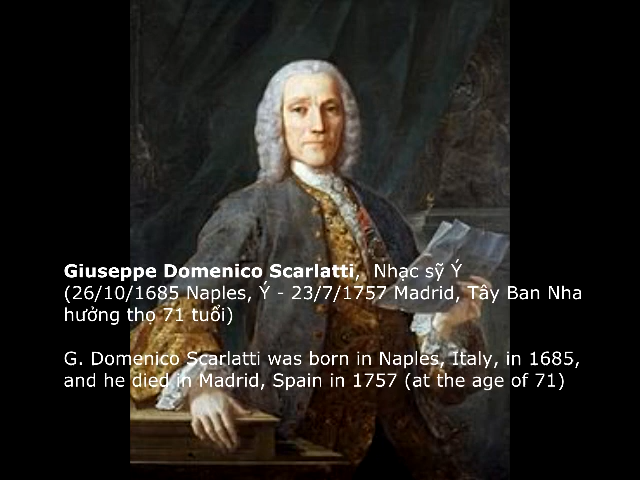 Giuseppe Domenico Scarlatti,  Nhạc sỹ Ý
(26/10/1685 Naples, Ý - 23/7/1757 Madrid, Tây Ban Nha
hưởng thọ 71 tuổi)
G. Domenico Scarlatti was born in Naples, Italy, in 1685,
and he died in Madrid, Spain in 1757 (at the age of 71)